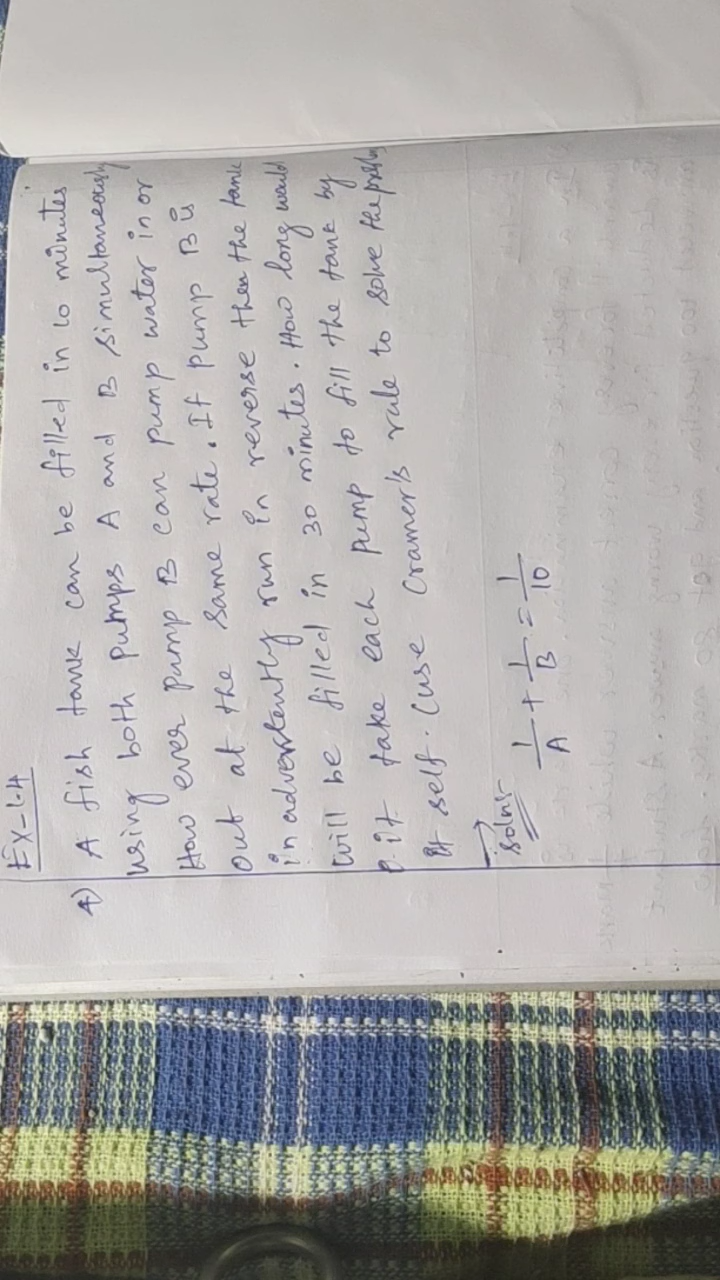 Ex-1.4
4) A fish tank can be filled in 10 minutes
using both pumps A and B simultaneously
How ever pump B can pump water in or
out at the same rate. If pump B is
inadvertently run in reverse then the tank
will be filled in 30 minutes. How long would
it take each pump to fill the tank by
it self. (use cramer's rule to solve the
soln:
1/A + 1/B = 1/10